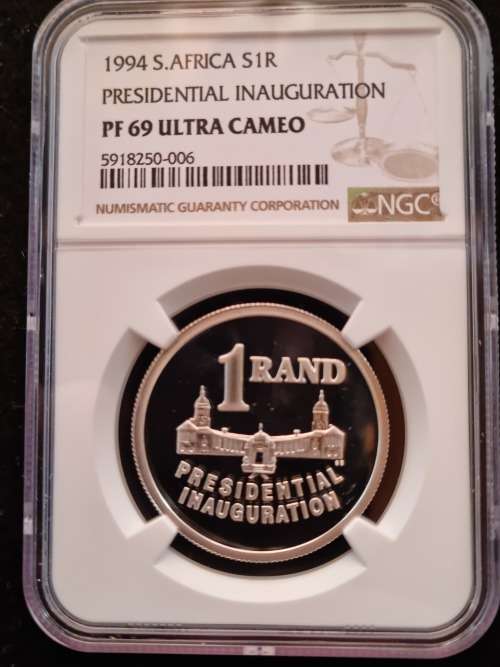 1994 S.AFRICA S1R
PRESIDENTIAL INAUGURATION
PF 69 ULTRA CAMEO
5918250-006
NUMISMATIC GUARANTY CORPORATION
NGC®
1 RAND
PRESIDENTIAL
INAUGURATION